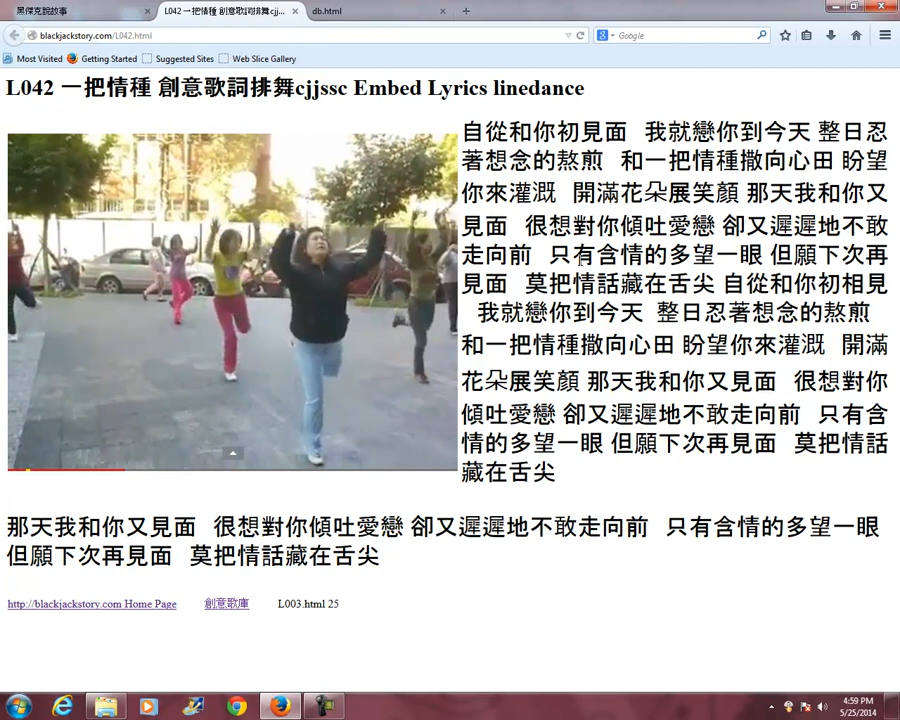 黑傑克說故事
L042 一把情種 創意歌詞排舞cjj...
db.html
blackjackstory.com/L042.html
Google
Most Visited
Getting Started
Suggested Sites
Web Slice Gallery
L042 一把情種 創意歌詞排舞cjjssc Embed Lyrics linedance
自從和你初見面 我就戀你到今天 整日忍
著想念的熬煎 和一把情種撒向心田 盼望
你來灌溉 開滿花朵展笑顏 那天我和你又
見面 很想對你傾吐愛戀 卻又遲遲地不敢
走向前 只有含情的多望一眼 但願下次再
見面 莫把情話藏在舌尖 自從和你初相見
我就戀你到今天 整日忍著想念的熬煎
和一把情種撒向心田 盼望你來灌溉 開滿
花朵展笑顏 那天我和你又見面 很想對你
傾吐愛戀 卻又遲遲地不敢走向前 只有含
情的多望一眼 但願下次再見面 莫把情話
藏在舌尖
那天我和你又見面 很想對你傾吐愛戀 卻又遲遲地不敢走向前 只有含情的多望一眼
但願下次再見面 莫把情話藏在舌尖
http://blackjackstory.com Home Page 創意歌庫 L003.html 25
4:59 PM
5/25/2014